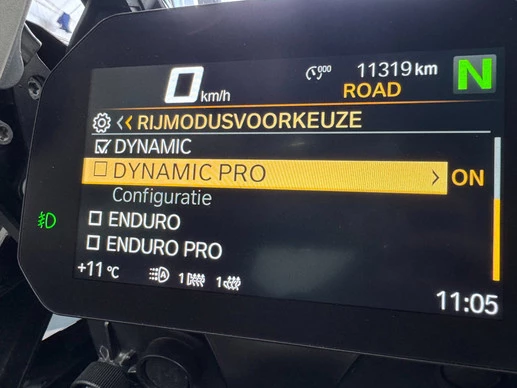 0 km/h
900
11319 km
N
ROAD
RIJMODUSVOORKEUZE
DYNAMIC
DYNAMIC PRO
ON
Configuratie
ENDURO
ENDURO PRO
+11 °C
A
1
1
11:05